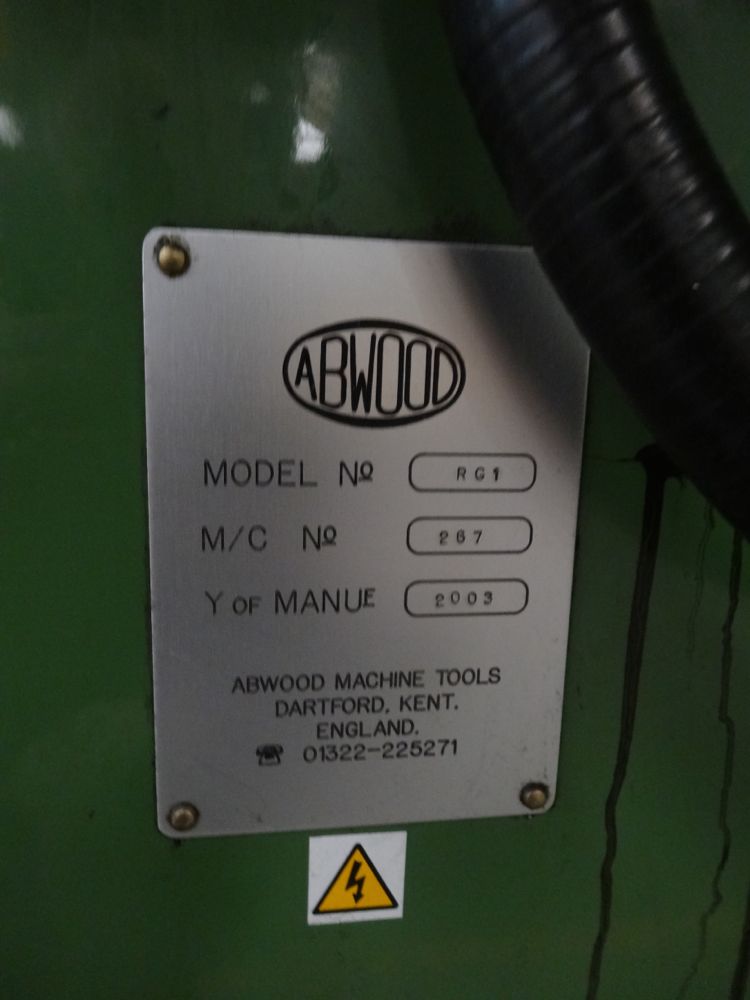 ABWOOD
MODEL Nº RG1
M/C Nº 267
Y OF MANUE 2003
ABWOOD MACHINE TOOLS
DARTFORD, KENT.
ENGLAND.
☎ 01322-225271